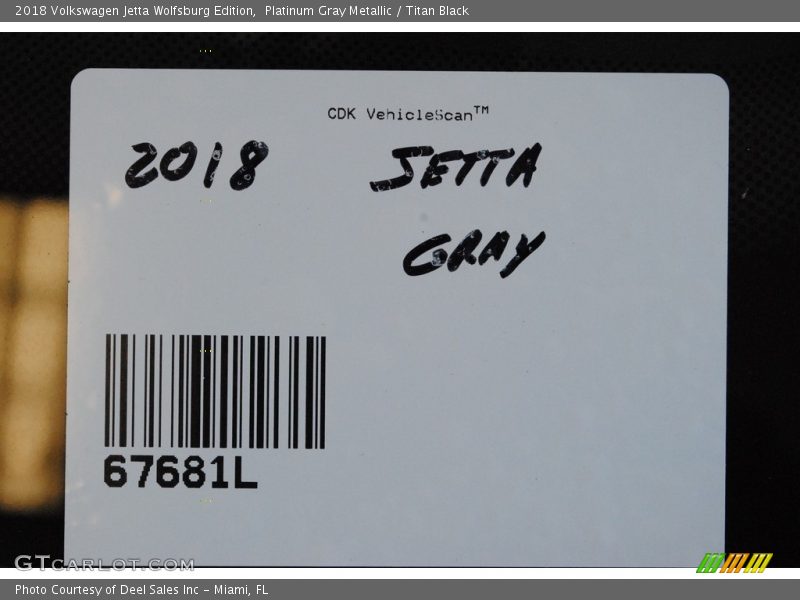 2018 Volkswagen Jetta Wolfsburg Edition,  Platinum Gray Metallic / Titan Black
CDK VehicleScan™
2018 JETTA
GRAY
67681L
GTCARLOT.COM
Photo Courtesy of Deel Sales Inc - Miami, FL